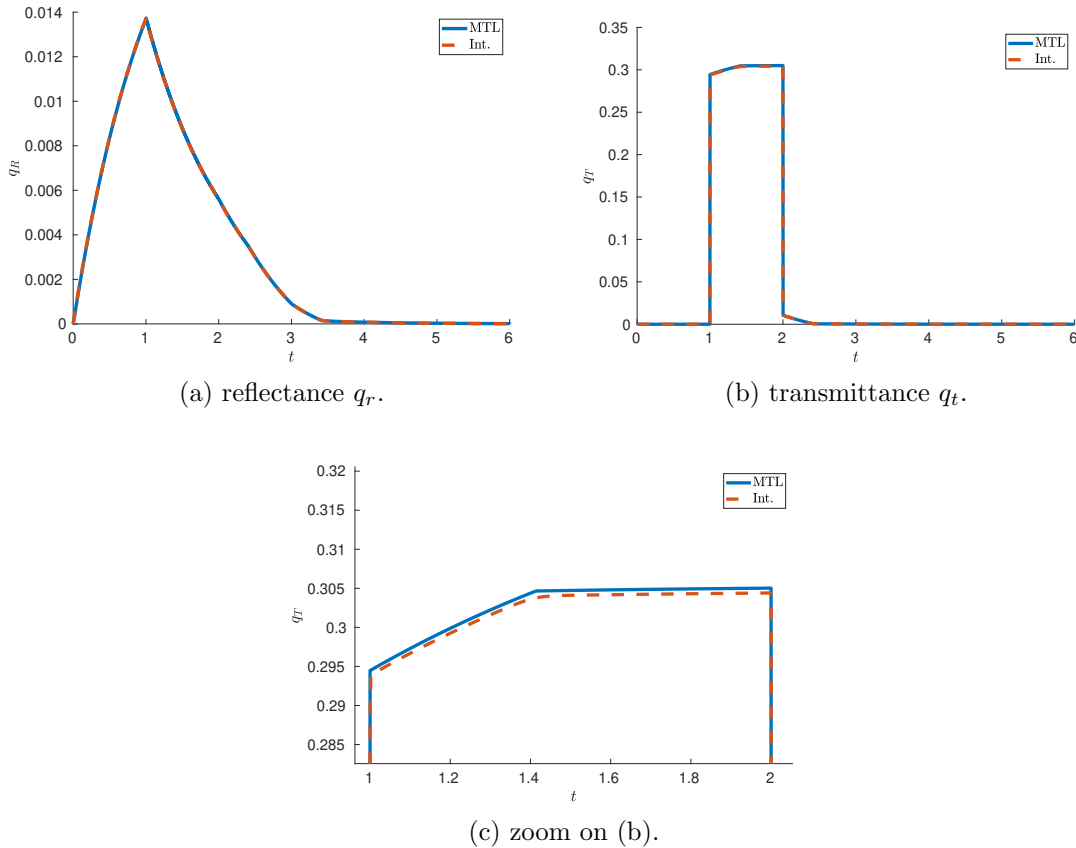 0.014
0.012
0.01
0.008
0.006
0.004
0.002
0
q_R
0 1 2 3 4 5 6
t
MTL
Int.
(a) reflectance q_r.
0.35
0.3
0.25
0.2
0.15
0.1
0.05
0
q_T
0 1 2 3 4 5 6
t
MTL
Int.
(b) transmittance q_t.
0.32
0.315
0.31
0.305
0.3
0.295
0.29
0.285
q_T
1 1.2 1.4 1.6 1.8 2
t
MTL
Int.
(c) zoom on (b).